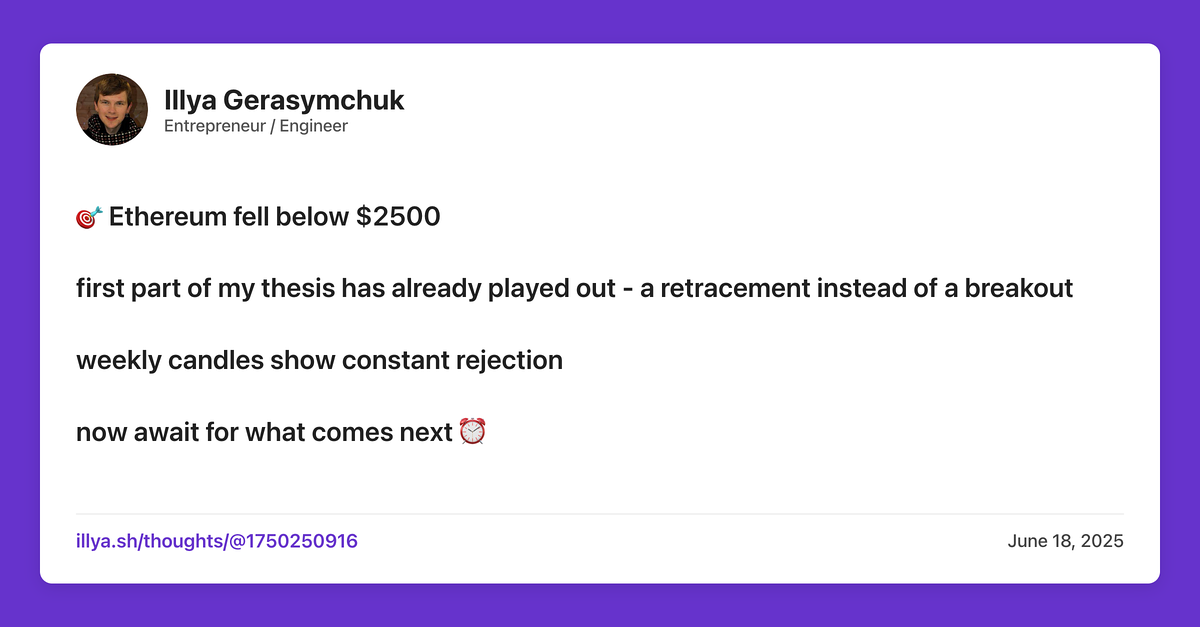 Illya Gerasymchuk
Entrepreneur / Engineer
🎯 Ethereum fell below $2500
first part of my thesis has already played out - a retracement instead of a breakout
weekly candles show constant rejection
now await for what comes next ⏰
illya.sh/thoughts/@1750250916
June 18, 2025